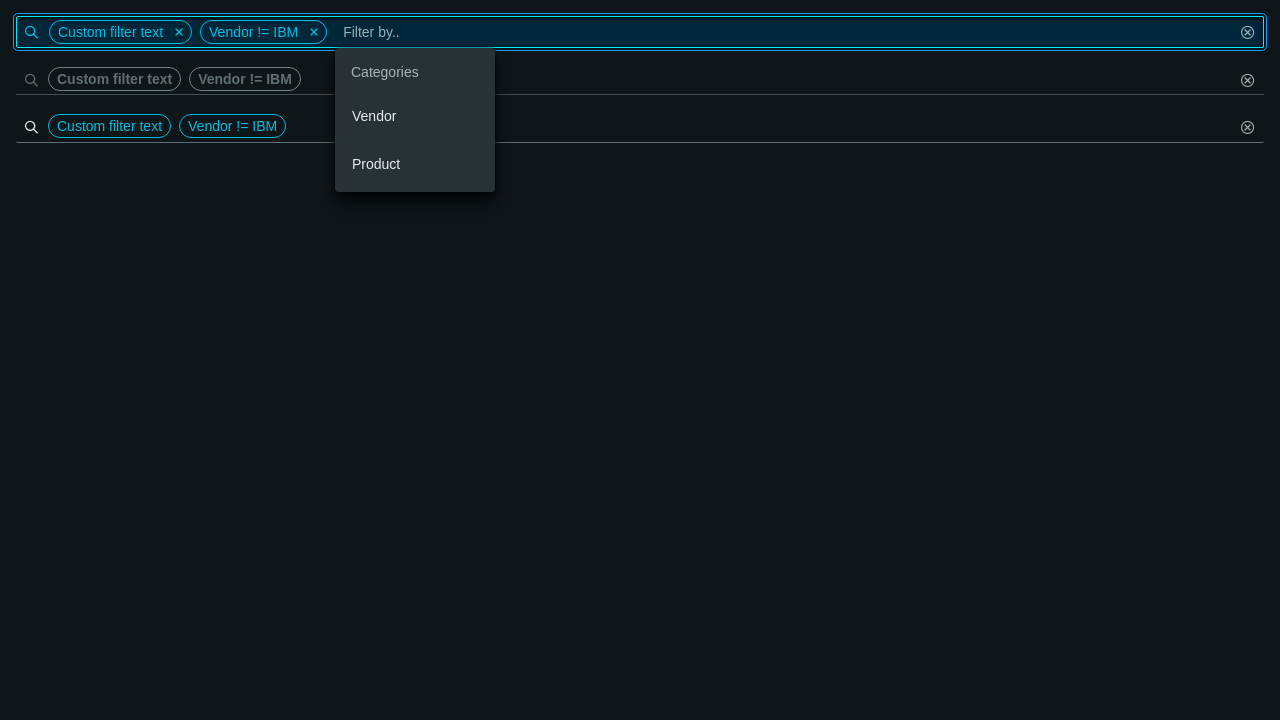 Custom filter text Vendor != IBM Filter by..
Categories
Custom filter text Vendor != IBM
Vendor
Custom filter text Vendor != IBM
Product